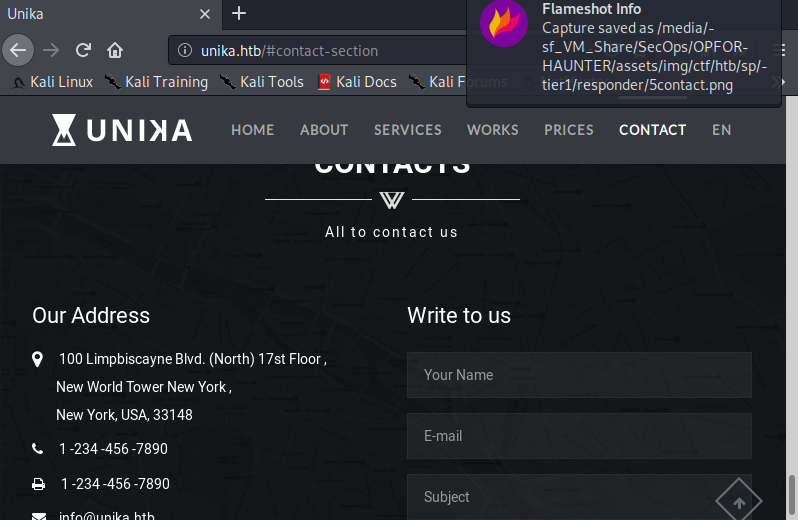 Unika
Flameshot Info
Capture saved as /media/-
sf_VM_Share/SecOps/OPFOR-
HAUNTER/assets/img/ctf/htb/sp/-
tier1/responder/5contact.png
unika.htb/#contact-section
Kali Linux Kali Training Kali Tools Kali Docs Kali Forums
UNIKA HOME ABOUT SERVICES WORKS PRICES CONTACT EN
CONTACTS
All to contact us
Our Address
100 Limpbiscayne Blvd. (North) 17st Floor ,
New World Tower New York ,
New York, USA, 33148
1 -234 -456 -7890
1 -234 -456 -7890
info@unika.htb
Write to us
Your Name
E-mail
Subject